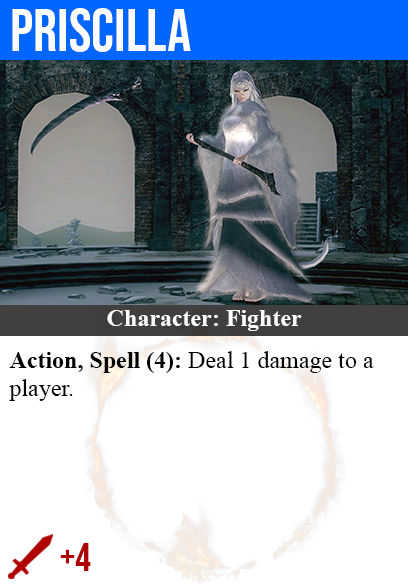 PRISCILLA
Character: Fighter
Action, Spell (4): Deal 1 damage to a
player.
+4